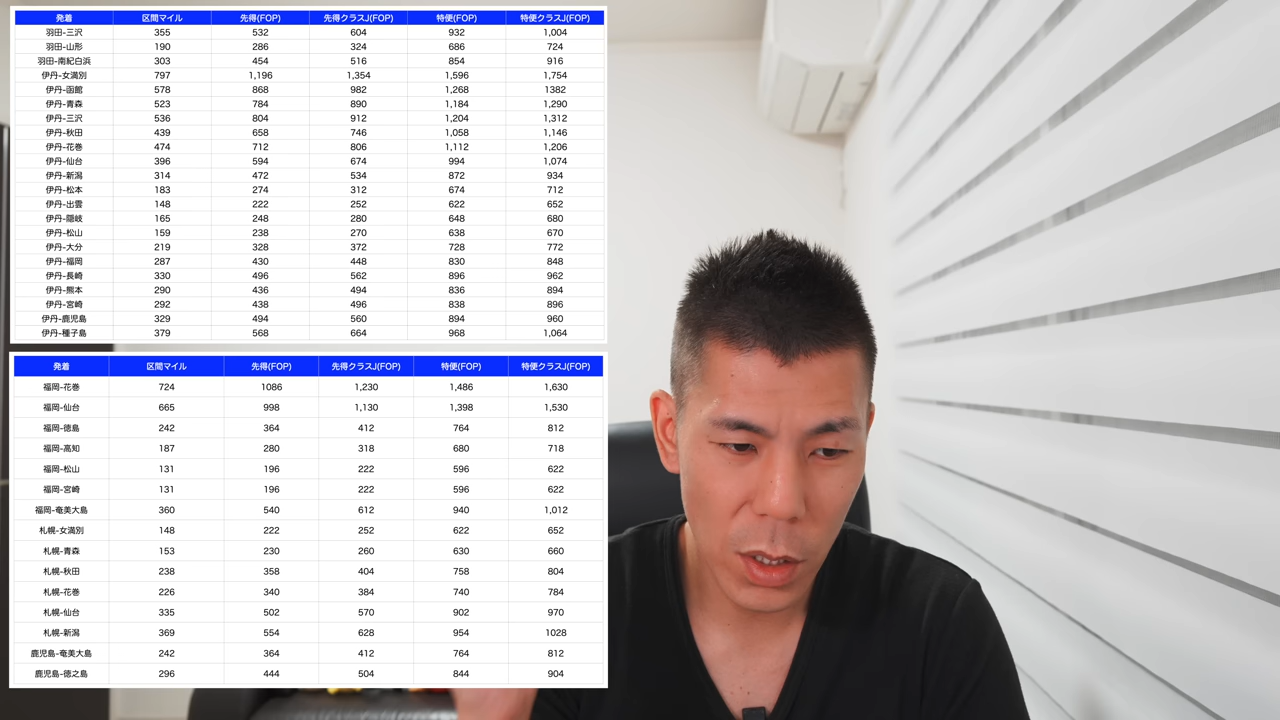 発着 区間マイル 先得(FOP) 先得クラスJ(FOP) 特便(FOP) 特便クラスJ(FOP)
羽田-三沢 355 532 604 932 1,004
羽田-山形 190 286 324 686 724
羽田-南紀白浜 303 454 516 854 916
伊丹-女満別 797 1,196 1,354 1,596 1,754
伊丹-函館 578 868 982 1,268 1382
伊丹-青森 523 784 890 1,184 1,290
伊丹-三沢 536 804 912 1,204 1,312
伊丹-秋田 439 658 746 1,058 1,146
伊丹-花巻 474 712 806 1,112 1,206
伊丹-仙台 396 594 674 994 1,074
伊丹-新潟 314 472 534 872 934
伊丹-松本 183 274 312 674 712
伊丹-出雲 148 222 252 622 652
伊丹-隠岐 165 248 280 648 680
伊丹-松山 159 238 270 638 670
伊丹-大分 219 328 372 728 772
伊丹-福岡 287 430 448 830 848
伊丹-長崎 330 496 562 896 962
伊丹-熊本 290 436 494 836 894
伊丹-宮崎 292 438 496 838 896
伊丹-鹿児島 329 494 560 894 960
伊丹-種子島 379 568 664 968 1,064
発着 区間マイル 先得(FOP) 先得クラスJ(FOP) 特便(FOP) 特便クラスJ(FOP)
福岡-花巻 724 1086 1,230 1,486 1,630
福岡-仙台 665 998 1,130 1,398 1,530
福岡-徳島 242 364 412 764 812
福岡-高知 187 280 318 680 718
福岡-松山 131 196 222 596 622
福岡-宮崎 131 196 222 596 622
福岡-奄美大島 360 540 612 940 1,012
札幌-女満別 148 222 252 622 652
札幌-青森 153 230 260 630 660
札幌-秋田 238 358 404 758 804
札幌-花巻 226 340 384 740 784
札幌-仙台 335 502 570 902 970
札幌-新潟 369 554 628 954 1028
鹿児島-奄美大島 242 364 412 764 812
鹿児島-徳之島 296 444 504 844 904